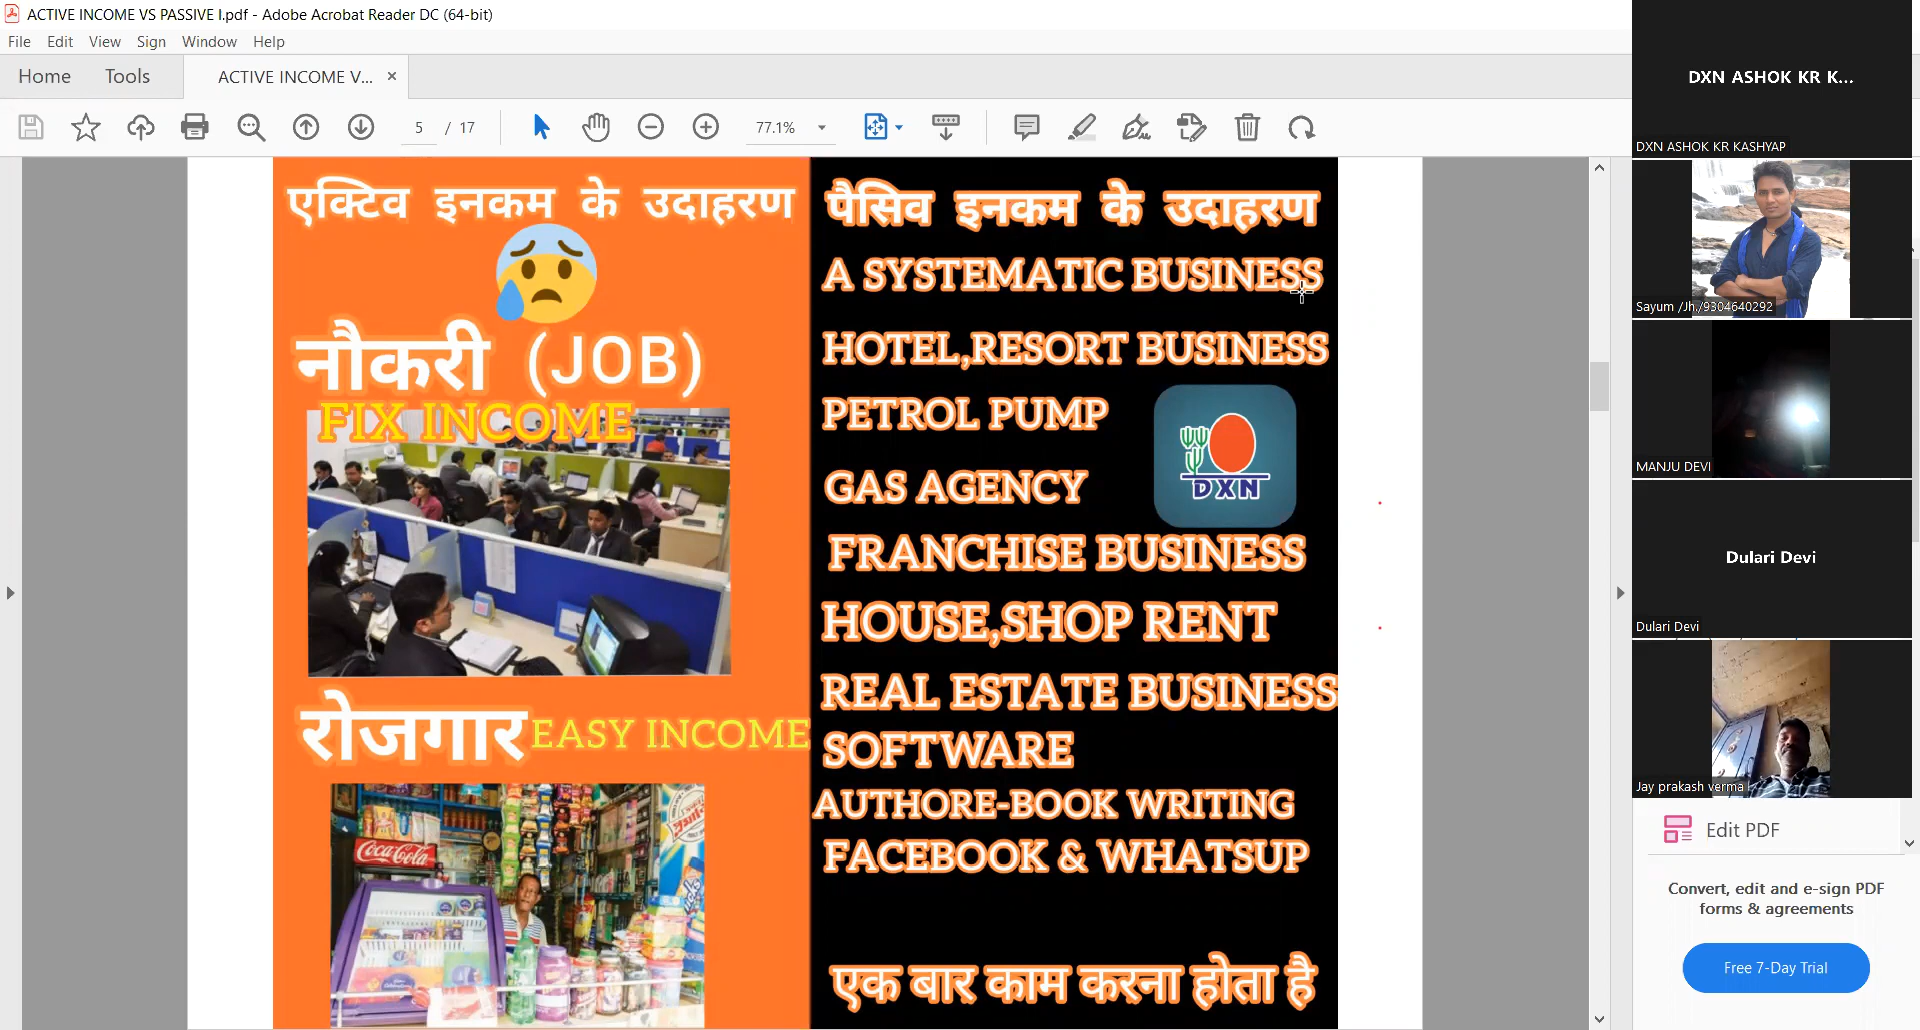 ACTIVE INCOME VS PASSIVE I.pdf - Adobe Acrobat Reader DC (64-bit)
File Edit View Sign Window Help
Home Tools ACTIVE INCOME V... ×
5 / 17 77.1%
एक्टिव इनकम के उदाहरण
नौकरी (JOB)
FIX INCOME
रोजगार EASY INCOME
Coca-Cola
पैसिव इनकम के उदाहरण
A SYSTEMATIC BUSINESS
HOTEL,RESORT BUSINESS
PETROL PUMP
DXN
GAS AGENCY
FRANCHISE BUSINESS
HOUSE,SHOP RENT
REAL ESTATE BUSINESS
SOFTWARE
AUTHORE-BOOK WRITING
FACEBOOK & WHATSUP
एक बार काम करना होता है
DXN ASHOK KR K...
DXN ASHOK KR KASHYAP
Sayum /Jh./9304640292
MANJU DEVI
Dulari Devi
Dulari Devi
Jay prakash verma
Edit PDF
Convert, edit and e-sign PDF
forms & agreements
Free 7-Day Trial